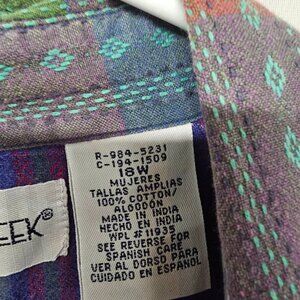 EEK®
R-984-5231
C-194-1509
18W
MUJERES
TALLAS AMPLIAS
100% COTTON/
ALGODÓN
MADE IN INDIA
HECHO EN INDIA
WPL #11935
SEE REVERSE FOR
SPANISH CARE
VER AL DORSO PARA
CUIDADO EN ESPAÑOL